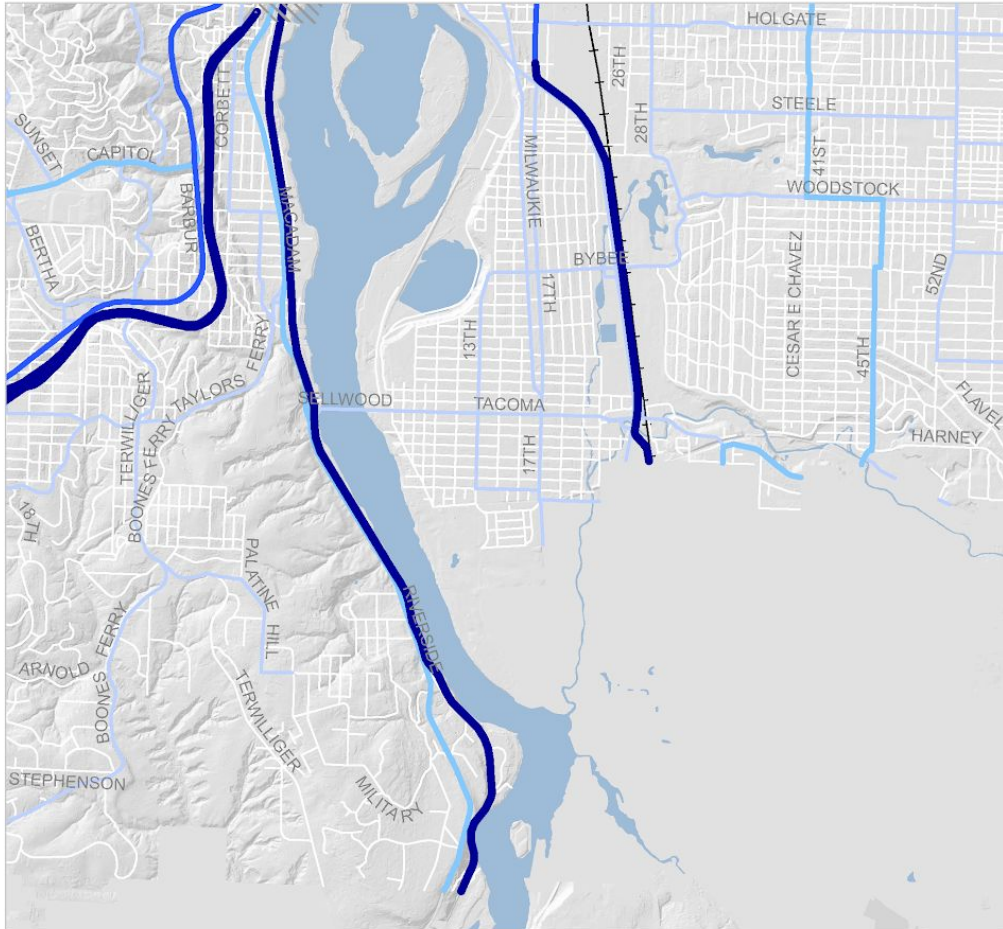 HOLGATE
26TH
CORBETT
STEELE
SUNSET
28TH
41ST
CAPITOL
MILWAUKIE
BARBUR
WOODSTOCK
BERTHA
MACADAM
BYBEE
17TH
52ND
CESAR E CHAVEZ
13TH
45TH
TAYLORS FERRY
SELLWOOD
TACOMA
FLAVEL
TERWILLIGER
HARNEY
17TH
BOONES FERRY
18TH
PALATINE HILL
RIVERSIDE
BOONES FERRY
ARNOLD
TERWILLIGER
STEPHENSON
MILITARY